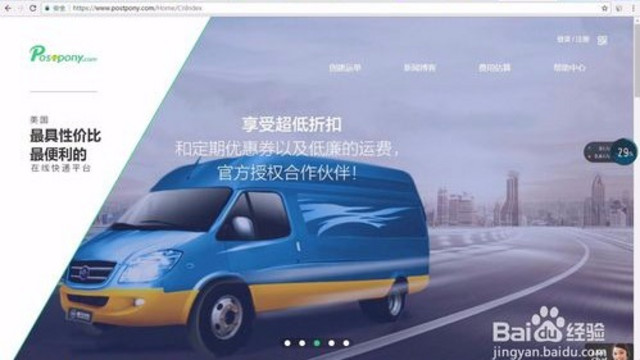 https://www.postpony.com/Home/CnIndex
Postpony.com
登录 / 注册
创建运单
新闻博客
费用估算
帮助中心
美国
最具性价比
最便利的
在线快递平台
享受超低折扣
和定期优惠券以及低廉的运费，
官方授权合作伙伴！
29%
Baidu 经验
jingyan.baidu.com